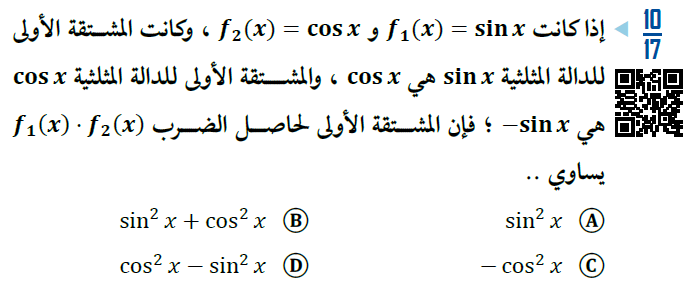 10/17 ◀ إذا كانت f₁(x) = sin x و f₂(x) = cos x ، وكانت المشتقة الأولى
للدالة المثلثية sin x هي cos x ، والمشتقة الأولى للدالة المثلثية cos x
هي −sin x ؛ فإن المشتقة الأولى لحاصل الضرب f₁(x) · f₂(x)
يساوي ..
Ⓐ sin² x Ⓑ sin² x + cos² x
Ⓒ − cos² x Ⓓ cos² x − sin² x